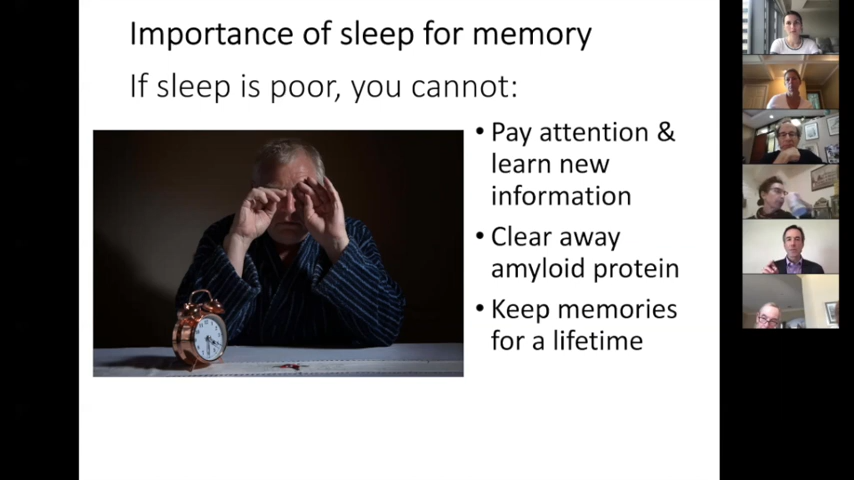 Importance of sleep for memory
If sleep is poor, you cannot:
• Pay attention &
learn new
information
• Clear away
amyloid protein
• Keep memories
for a lifetime